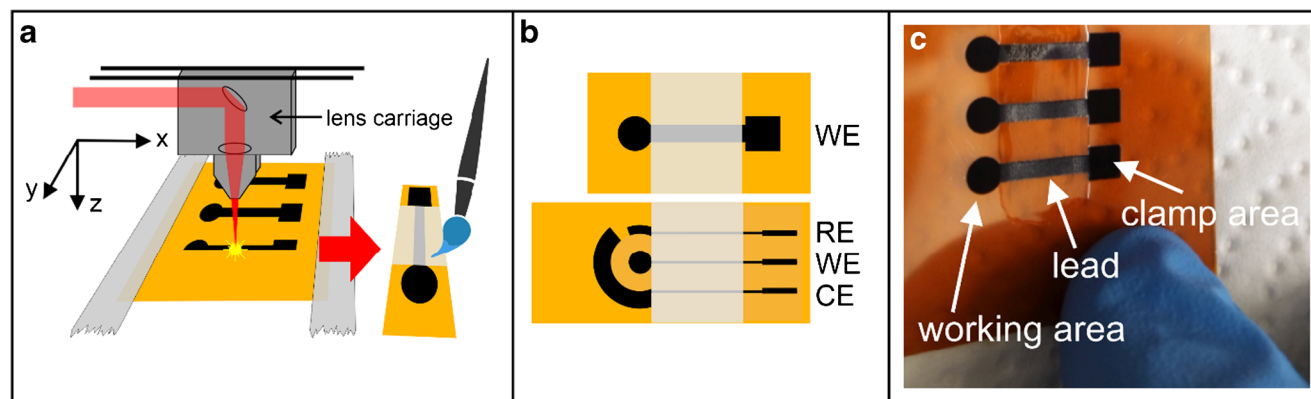 a
lens carriage
x
y
z
b
WE
RE
WE
CE
c
clamp area
lead
working area